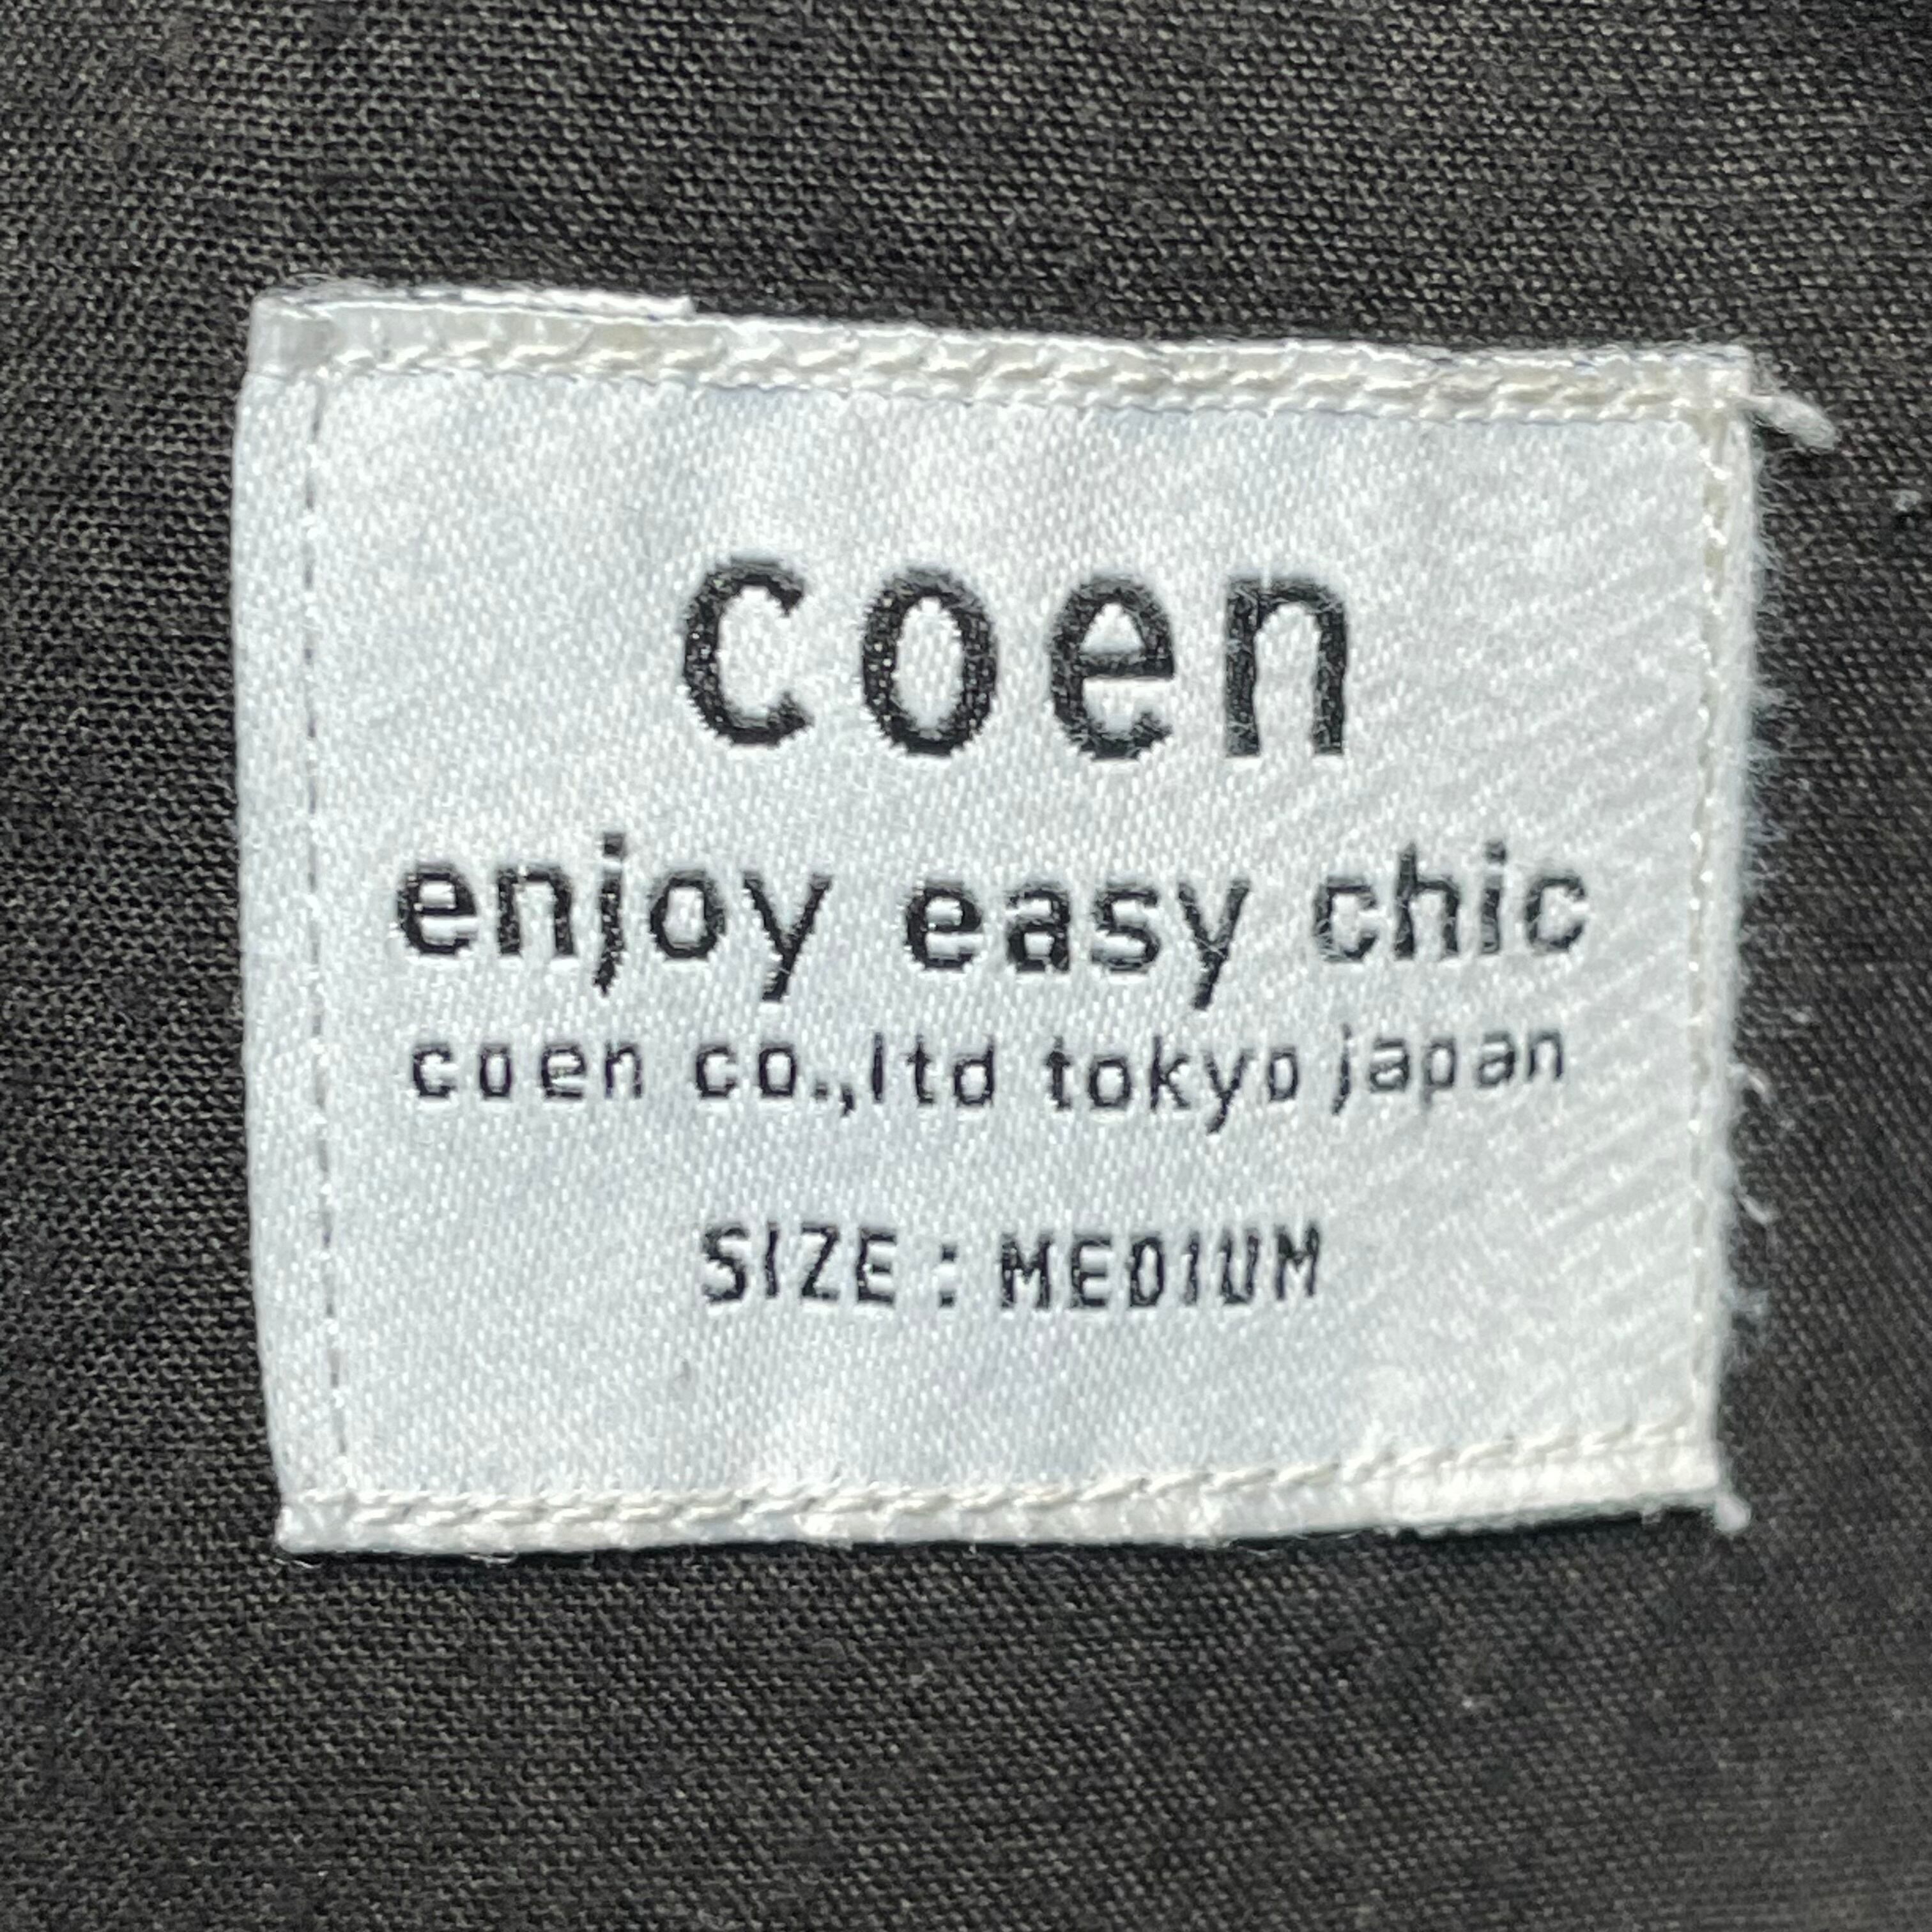 coen
enjoy easy chic
coen co.,ltd tokyo japan
SIZE : MEDIUM